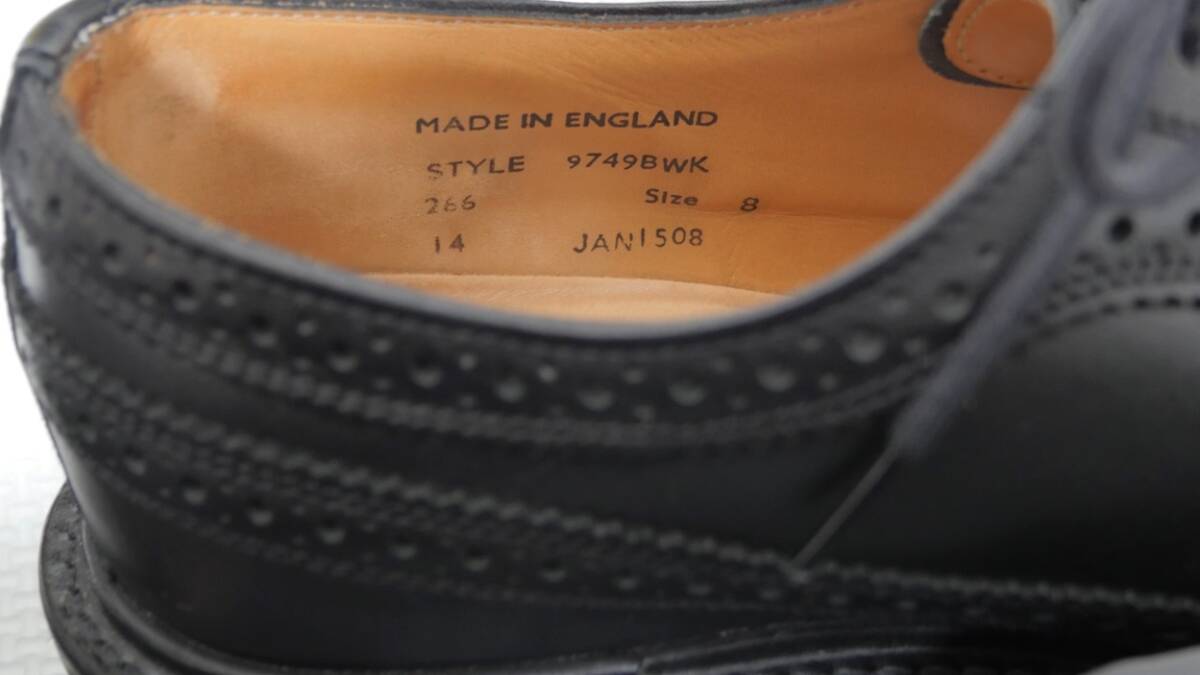 MADE IN ENGLAND
STYLE 9749BWK
266 Size 8
14 JAN1508